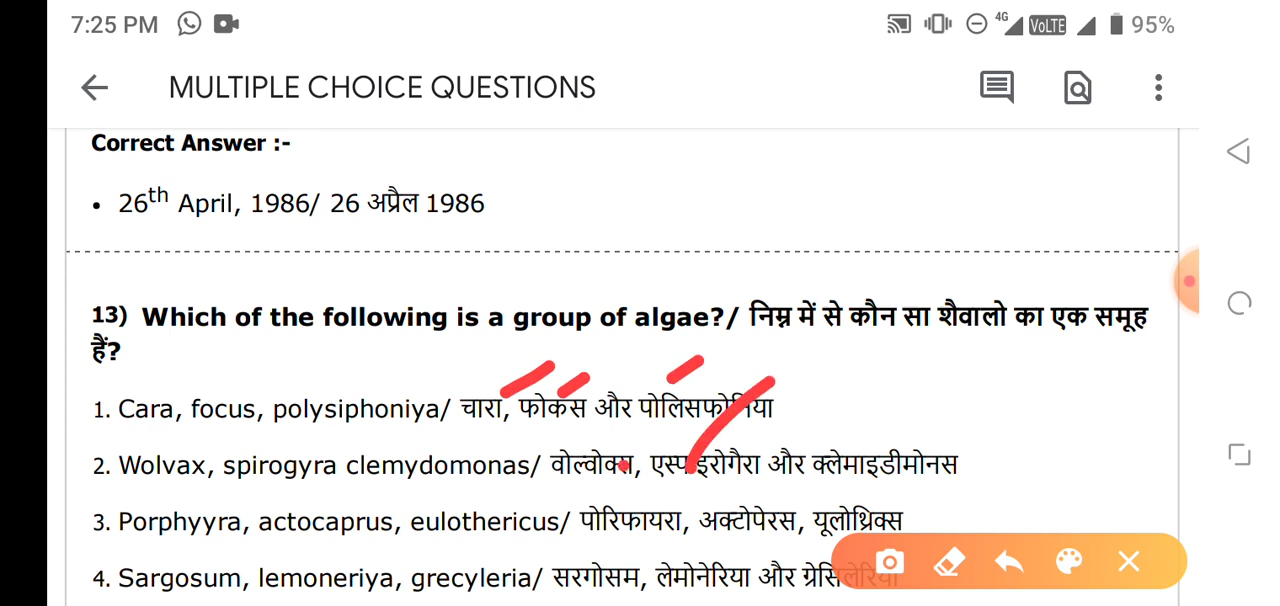 7:25 PM 4G VoLTE 95%
MULTIPLE CHOICE QUESTIONS
Correct Answer :-
• 26th April, 1986/ 26 अप्रैल 1986
13) Which of the following is a group of algae?/ निम्न में से कौन सा शैवालो का एक समूह
हैं?
1. Cara, focus, polysiphoniya/ चारा, फोकस और पोलिसफोनिया
2. Wolvax, spirogyra clemydomonas/ वोल्वोक्स, एस्पाइरोगैरा और क्लेमाइडीमोनस
3. Porphyyra, actocaprus, eulothericus/ पोरिफायरा, अक्टोपेरस, यूलोथ्रिक्स
4. Sargosum, lemoneriya, grecyleria/ सरगोसम, लेमोनेरिया और ग्रेसिलेरिया